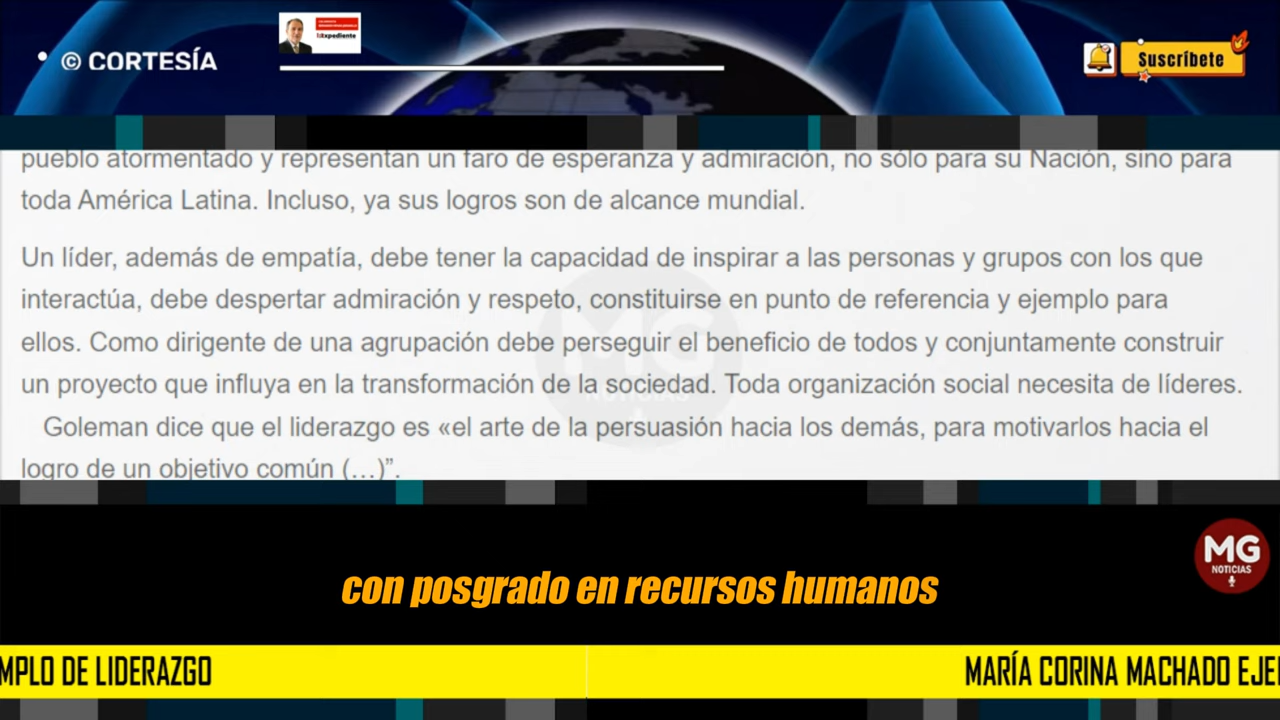 © CORTESÍA
Expediente
Suscríbete
pueblo atormentado y representan un faro de esperanza y admiración, no sólo para su Nación, sino para
toda América Latina. Incluso, ya sus logros son de alcance mundial.
Un líder, además de empatía, debe tener la capacidad de inspirar a las personas y grupos con los que
interactúa, debe despertar admiración y respeto, constituirse en punto de referencia y ejemplo para
ellos. Como dirigente de una agrupación debe perseguir el beneficio de todos y conjuntamente construir
un proyecto que influya en la transformación de la sociedad. Toda organización social necesita de líderes.
Goleman dice que el liderazgo es «el arte de la persuasión hacia los demás, para motivarlos hacia el
logro de un objetivo común (…)”.
MG
NOTICIAS
MG
NOTICIAS
con posgrado en recursos humanos
MPLO DE LIDERAZGO
MARÍA CORINA MACHADO EJE